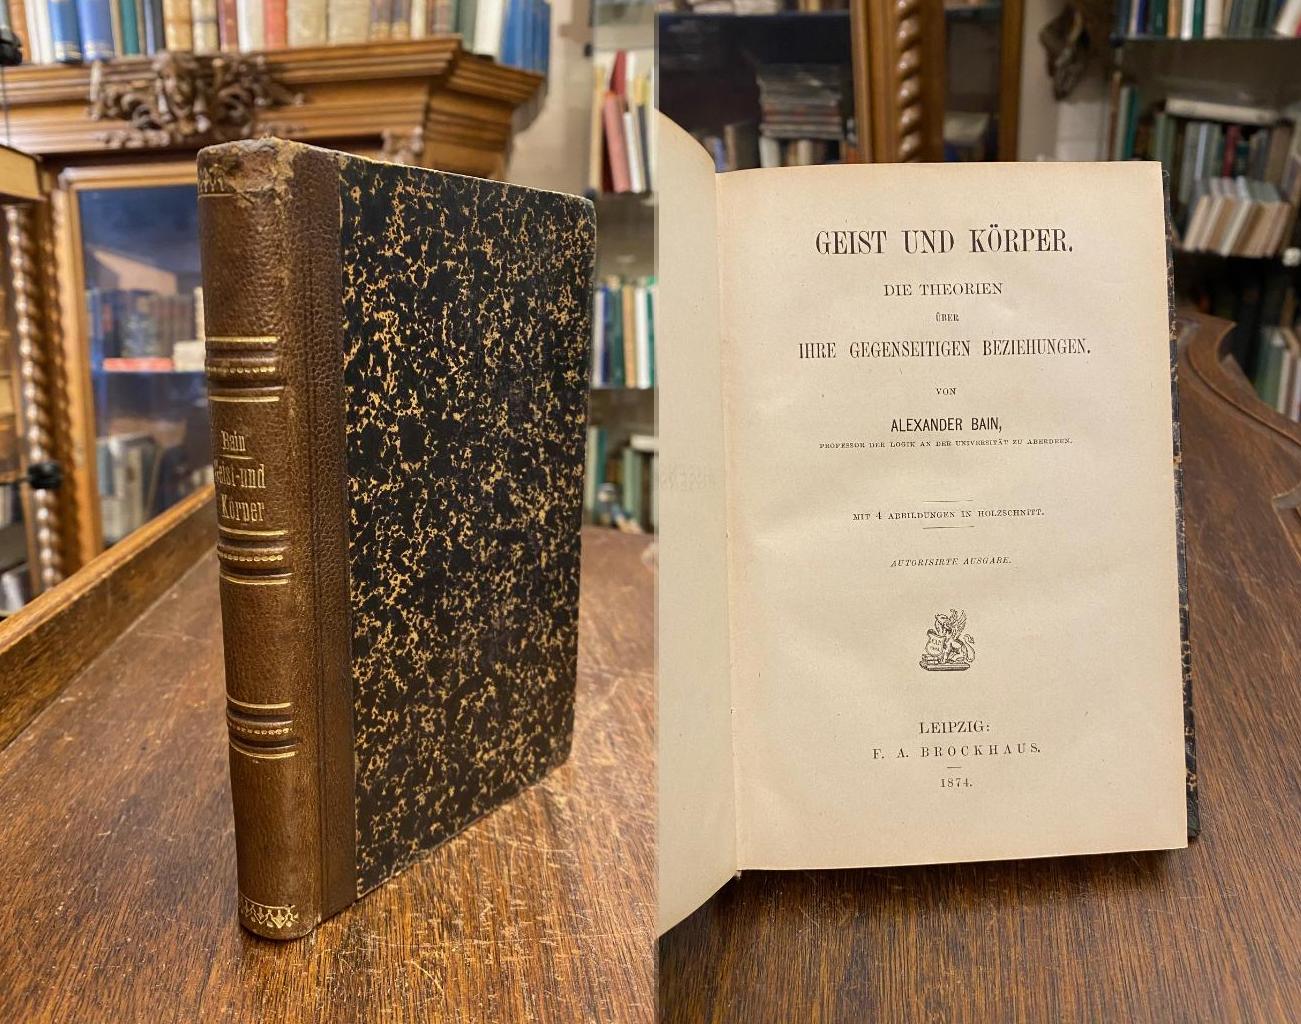 Bain
Geist und
Körper
GEIST UND KÖRPER.
DIE THEORIEN
ÜBER
IHRE GEGENSEITIGEN BEZIEHUNGEN.
VON
ALEXANDER BAIN,
PROFESSOR DER LOGIK AN DER UNIVERSITÄT ZU ABERDEEN.
MIT 4 ABBILDUNGEN IN HOLZSCHNITT.
AUTORISIRTE AUSGABE.
LEIPZIG:
F. A. BROCKHAUS.
1874.